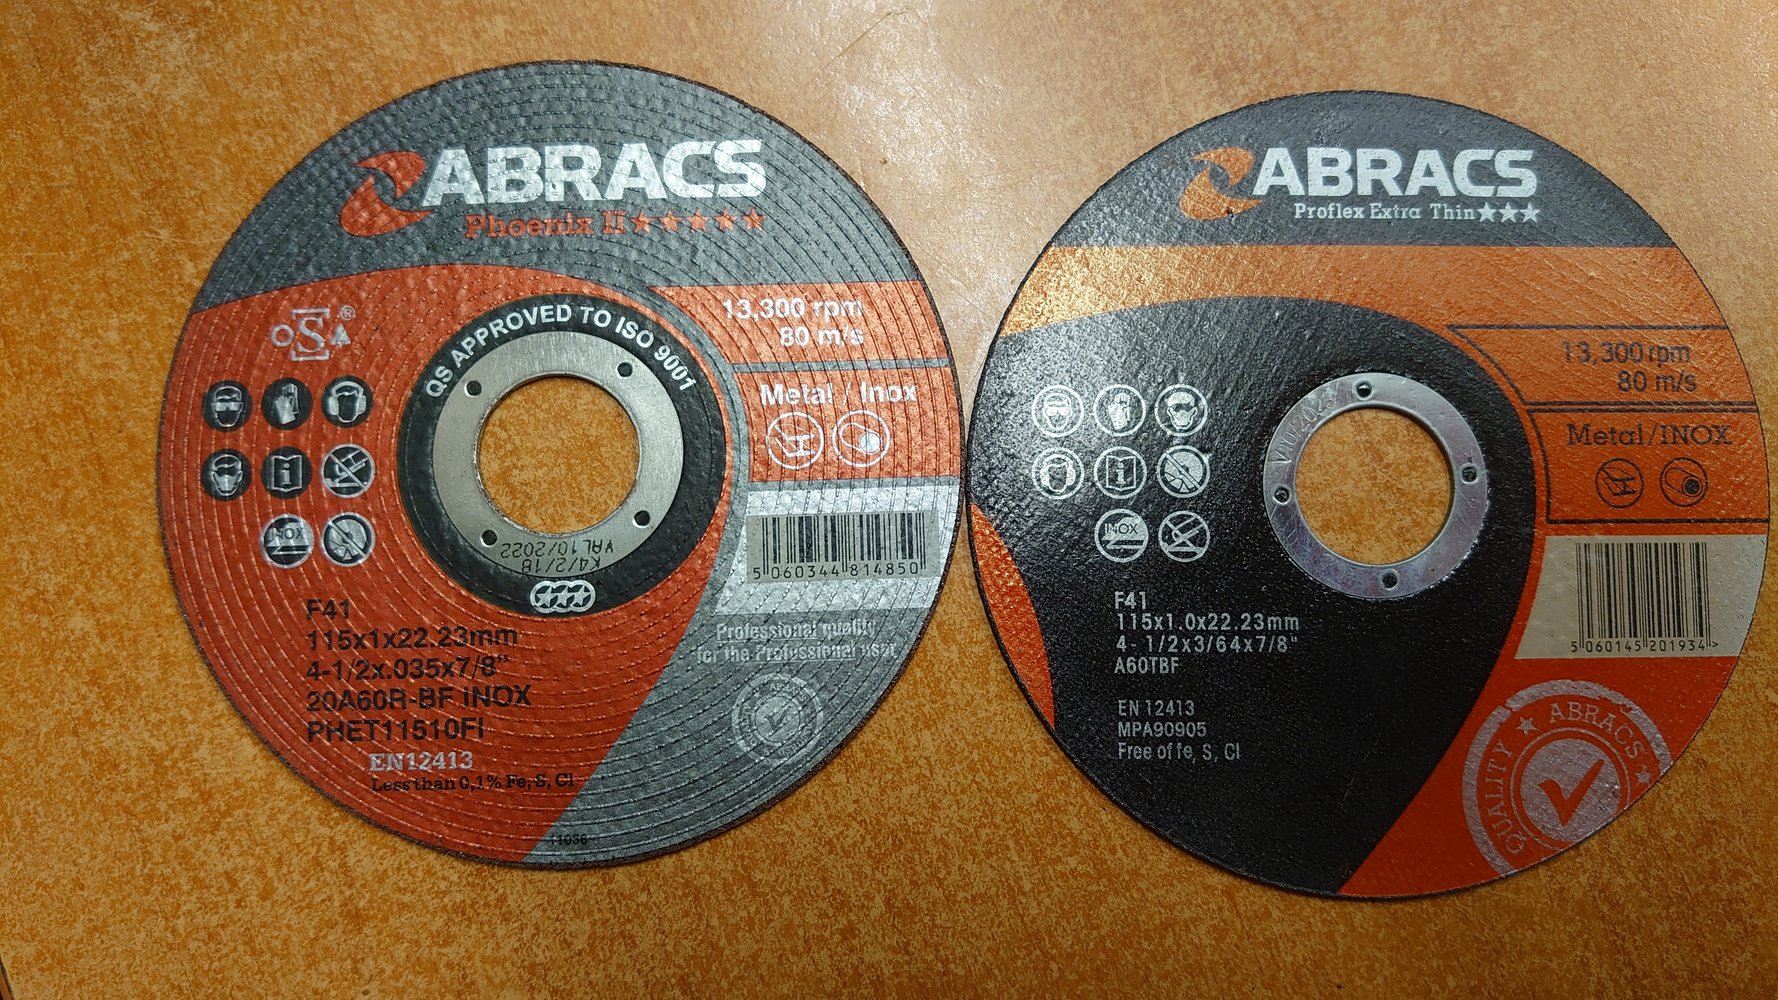 ABRACS
Phoenix II★★★★★
13,300 rpm
80 m/s
QS APPROVED TO ISO 9001
OSA®
Metal / Inox
INOX
K4/2/18
VAL 10/2022
5 060344 814850
F41
115x1x22.23mm
4-1/2x.035x7/8"
20A60R-BF INOX
PHET11510FI
EN12413
Less than 0,1% Fe, S, Cl
Professional quality
for the Professional user
ABRACS
Proflex Extra Thin★★★
13,300 rpm
80 m/s
Metal/INOX
INOX
F41
115x1.0x22.23mm
4- 1/2x3/64x7/8"
A60TBF
EN 12413
MPA90905
Free of fe, S, Cl
5 060145 201934 >
QUALITY ★ ABRACS ★